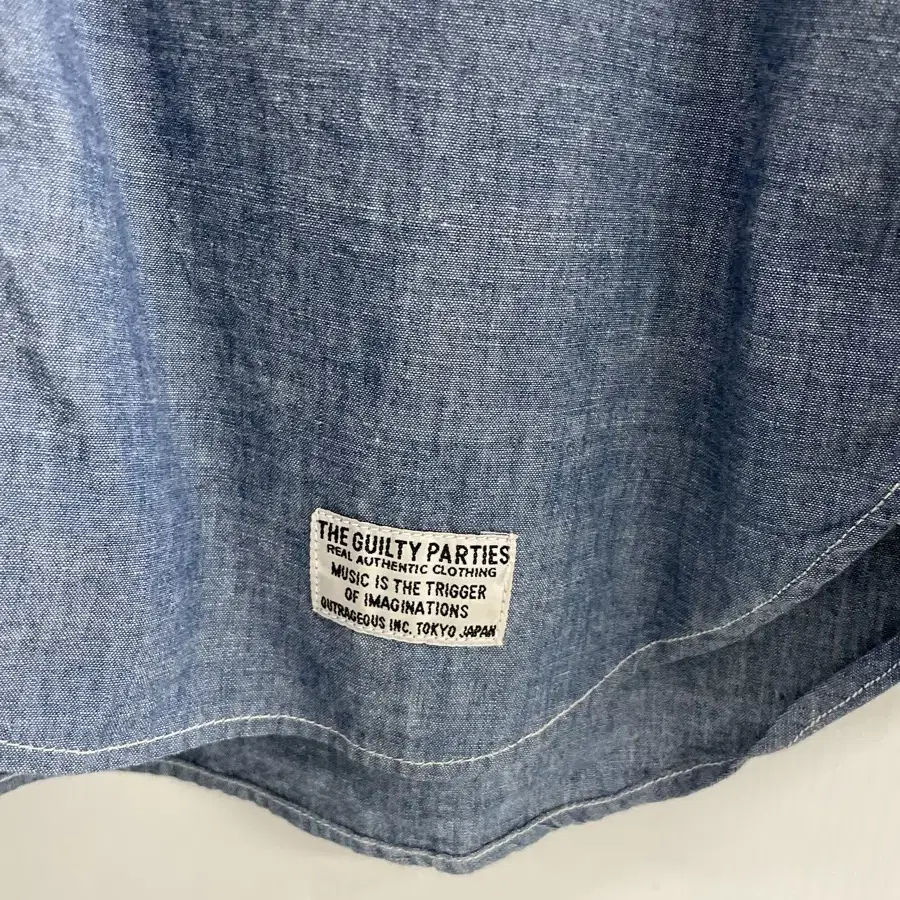 THE GUILTY PARTIES
REAL AUTHENTIC CLOTHING
MUSIC IS THE TRIGGER
OF IMAGINATIONS
OUTRAGEOUS INC. TOKYO JAPAN